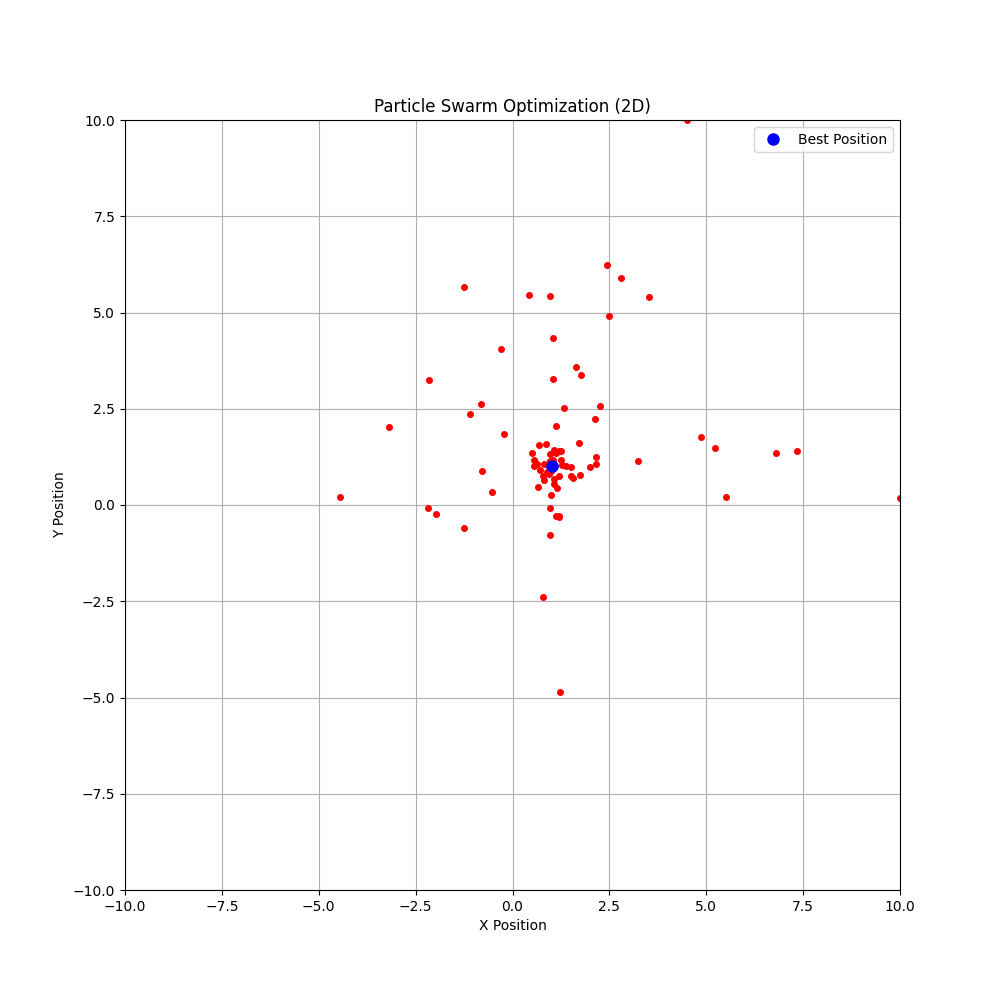 Particle Swarm Optimization (2D)
Best Position
10.0
7.5
5.0
2.5
0.0
−2.5
−5.0
−7.5
−10.0
Y Position
−10.0 −7.5 −5.0 −2.5 0.0 2.5 5.0 7.5 10.0
X Position